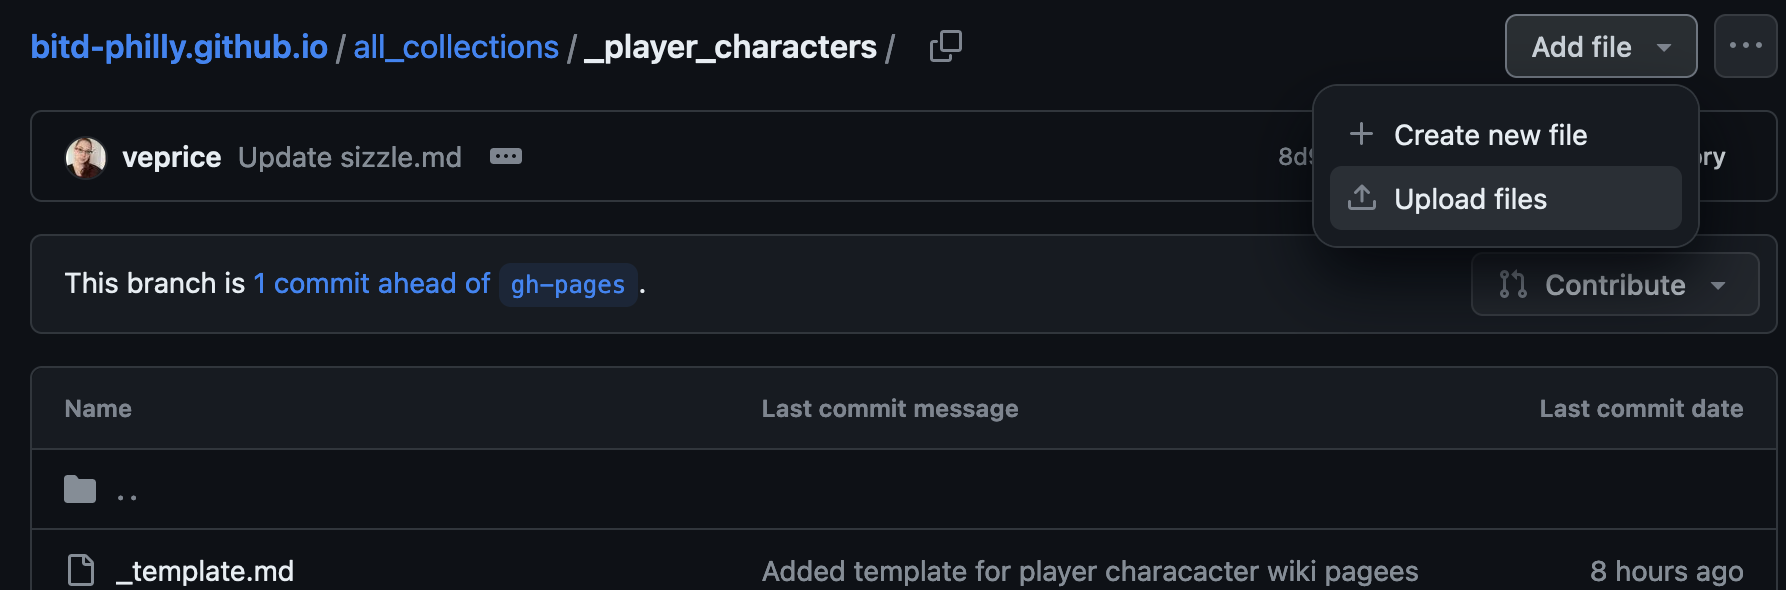 bitd-philly.github.io / all_collections / _player_characters /
Add file
Create new file
Upload files
veprice Update sizzle.md
This branch is 1 commit ahead of gh-pages .
Contribute
Name Last commit message Last commit date
..
_template.md Added template for player characacter wiki pagees 8 hours ago